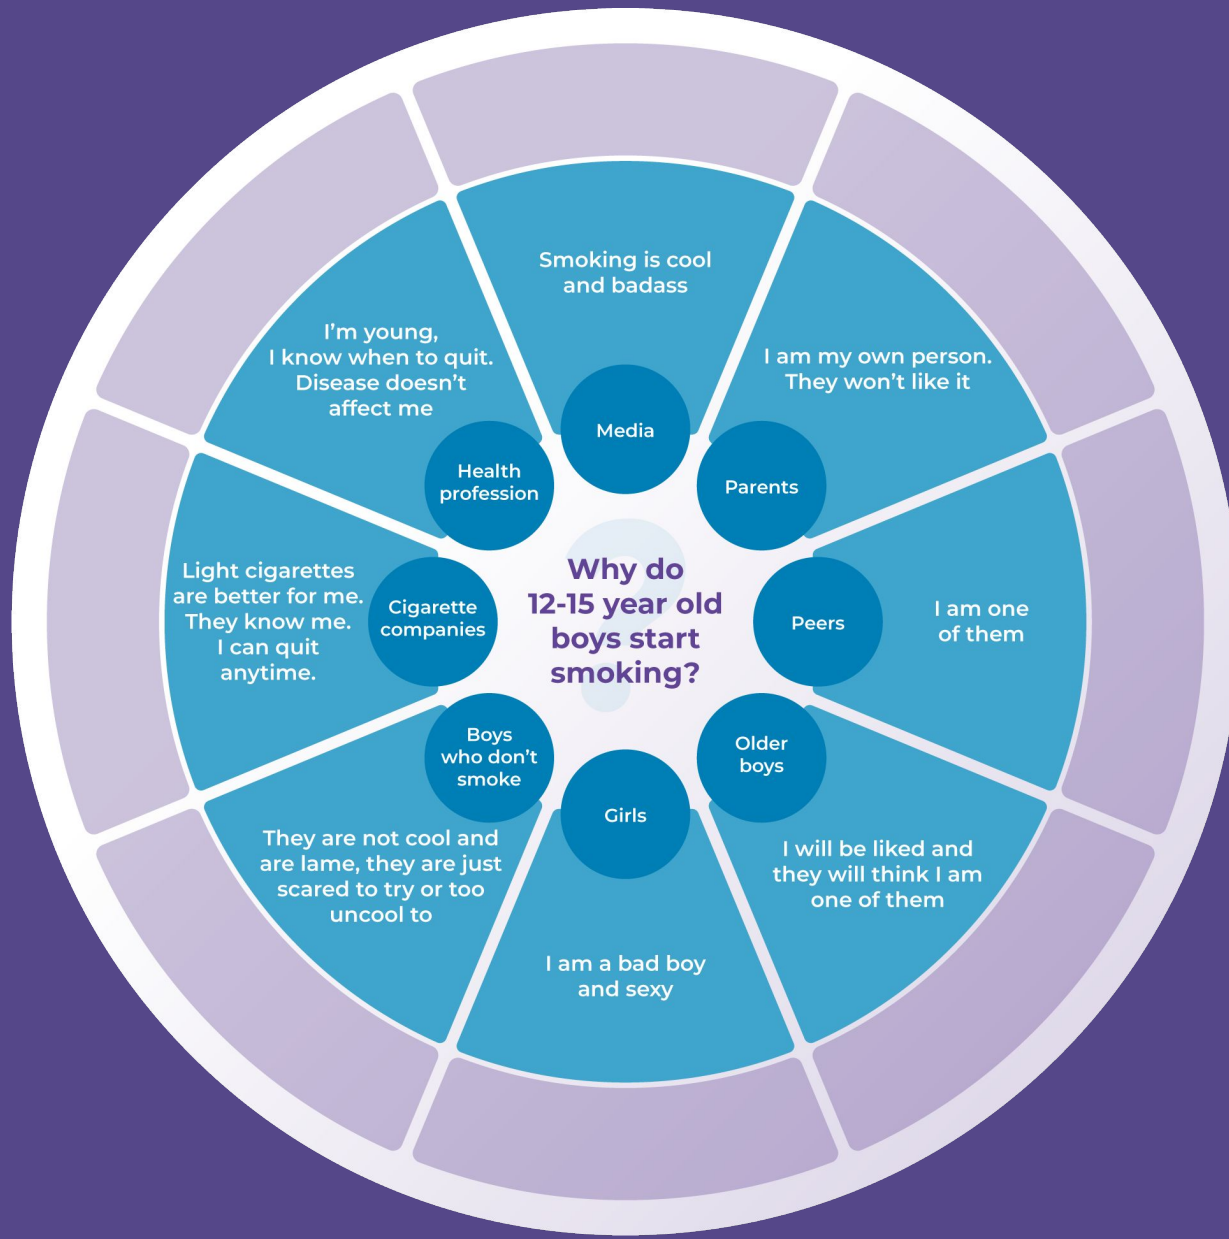 Why do
12-15 year old
boys start
smoking?
Media
Smoking is cool
and badass
Parents
I am my own person.
They won’t like it
Peers
I am one
of them
Older
boys
I will be liked and
they will think I am
one of them
Girls
I am a bad boy
and sexy
Boys
who don’t
smoke
They are not cool and
are lame, they are just
scared to try or too
uncool to
Cigarette
companies
Light cigarettes
are better for me.
They know me.
I can quit
anytime.
Health
profession
I’m young,
I know when to quit.
Disease doesn’t
affect me
?